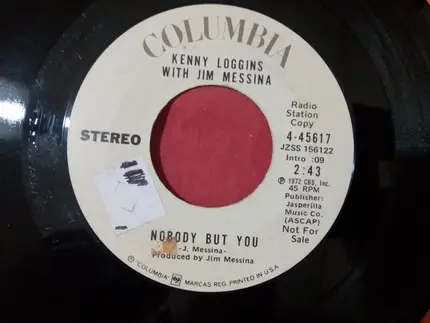 COLUMBIA
KENNY LOGGINS
WITH JIM MESSINA
Radio
Station
Copy
STEREO
4-45617
JZSS 156122
Intro :09
2:43
℗ 1972 CBS, Inc.
45 RPM
Publisher:
Jasperilla
Music Co.
(ASCAP)
Not For
Sale
NOBODY BUT YOU
-J. Messina-
Produced by Jim Messina
® "COLUMBIA" MARCAS REG. PRINTED IN U.S.A.